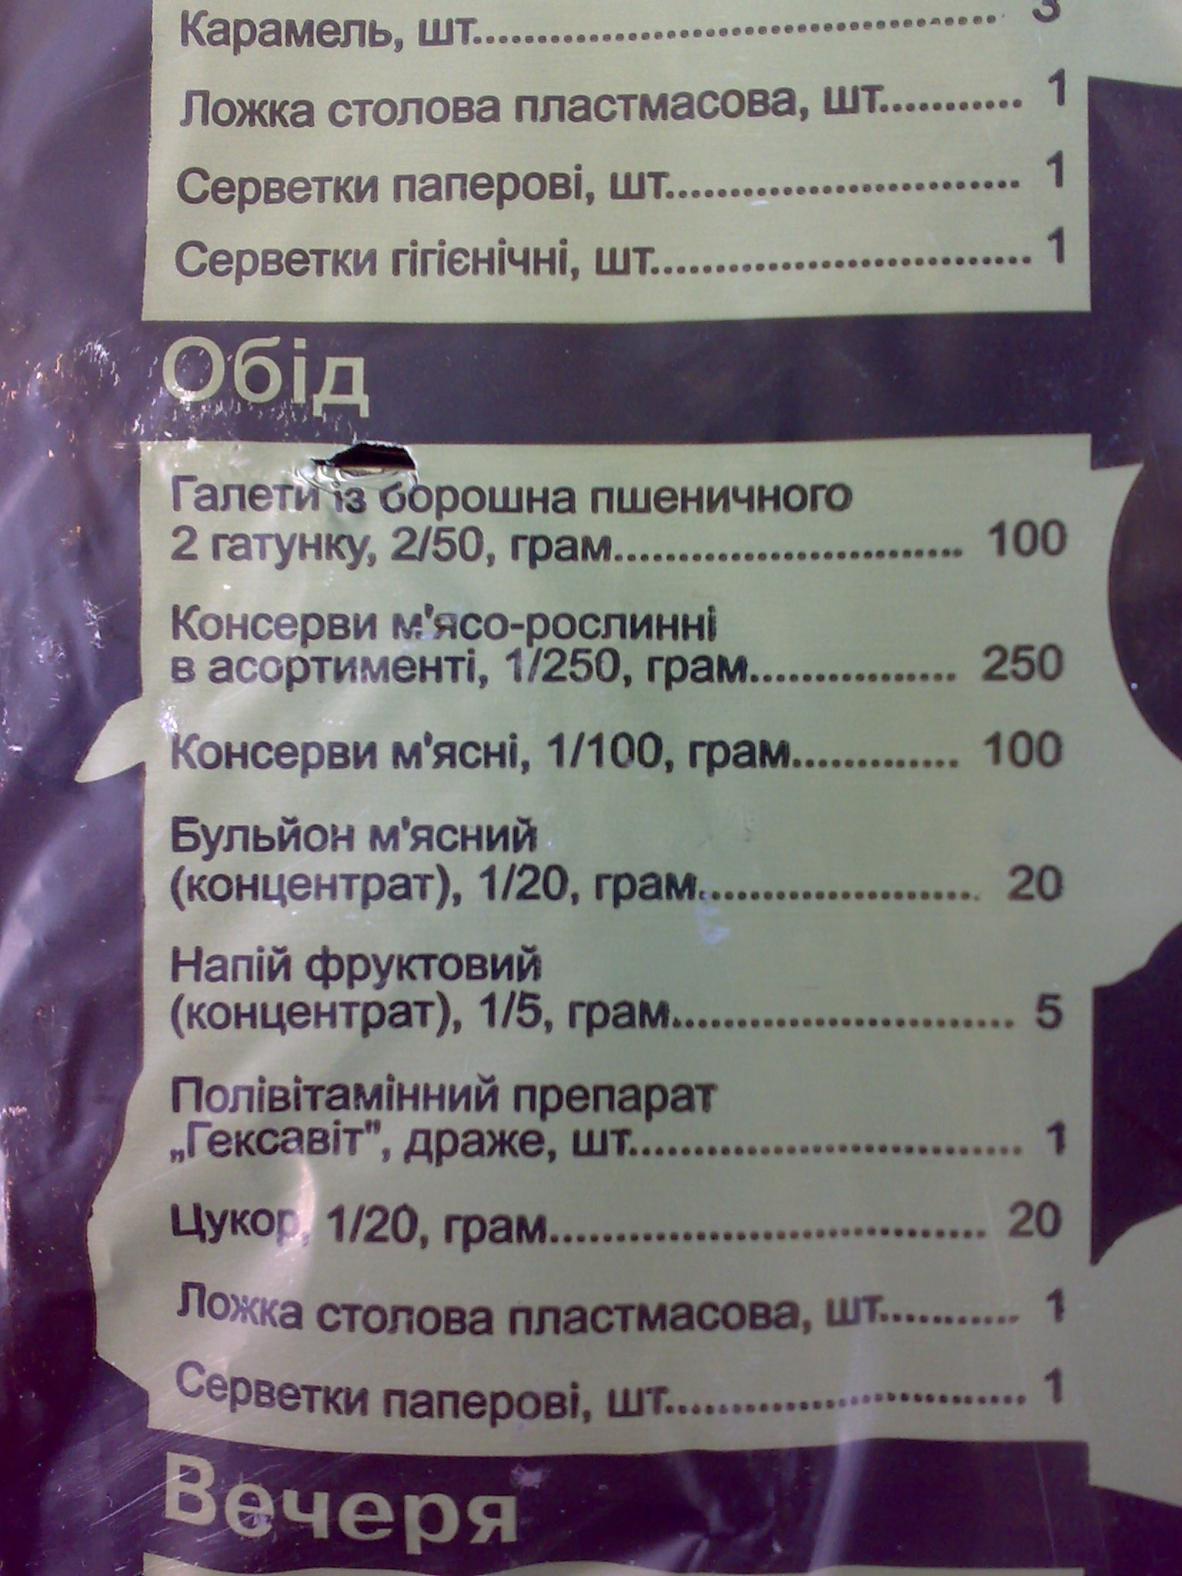 Карамель, шт.......................................... 3
Ложка столова пластмасова, шт........... 1
Серветки паперові, шт............................ 1
Серветки гігієнічні, шт.............................. 1
Обід
Галети із борошна пшеничного
2 гатунку, 2/50, грам........................... 100
Консерви м'ясо-рослинні
в асортименті, 1/250, грам................ 250
Консерви м'ясні, 1/100, грам............. 100
Бульйон м'ясний
(концентрат), 1/20, грам...................... 20
Напій фруктовий
(концентрат), 1/5, грам........................... 5
Полівітамінний препарат
„Гексавіт", драже, шт............................... 1
Цукор, 1/20, грам.................................. 20
Ложка столова пластмасова, шт........... 1
Серветки паперові, шт............................ 1
Вечеря